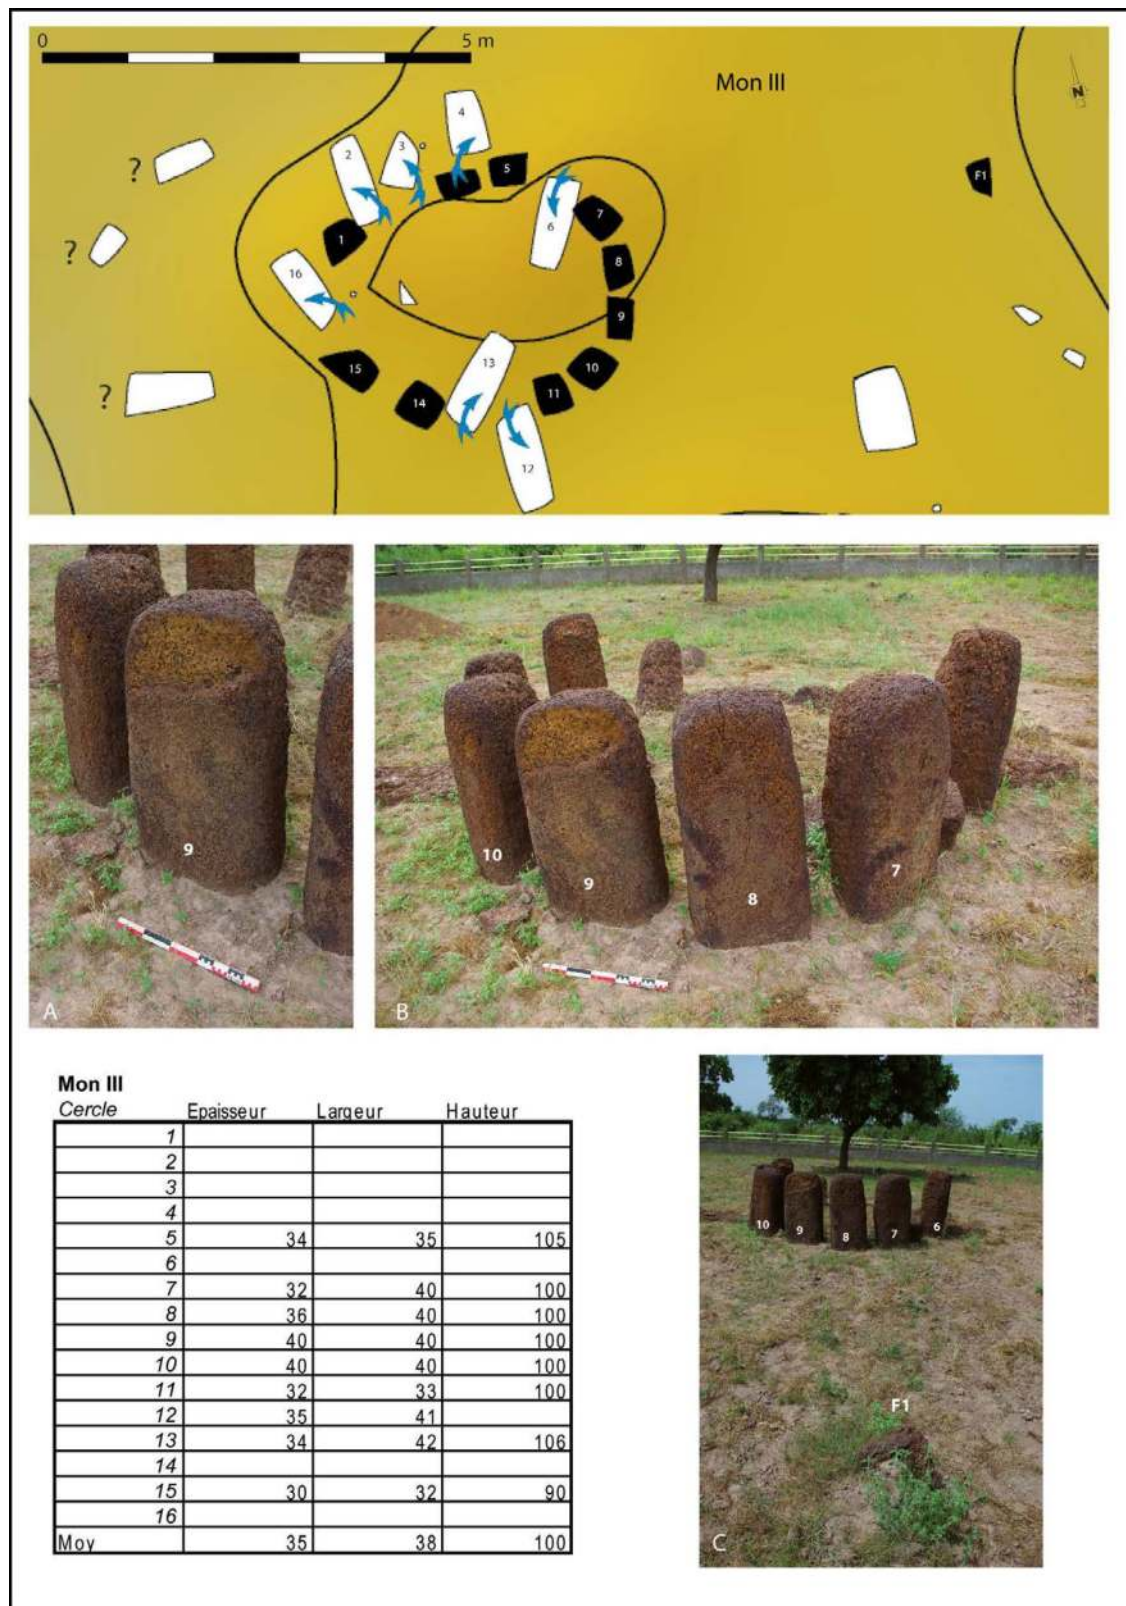 0 5 m
Mon III
N
4
2 3
? 5
F1
7
6
1
? 8
16
9
13
15 10
? 11
14
12
9
A
10
9
8
7
B
Mon III
Cercle Epaisseur Largeur Hauteur
1
2
3
4
5 34 35 105
6
7 32 40 100
8 36 40 100
9 40 40 100
10 40 40 100
11 32 33 100
12 35 41
13 34 42 106
14
15 30 32 90
16
Moy 35 38 100
10 9 8 7 6
F1
C